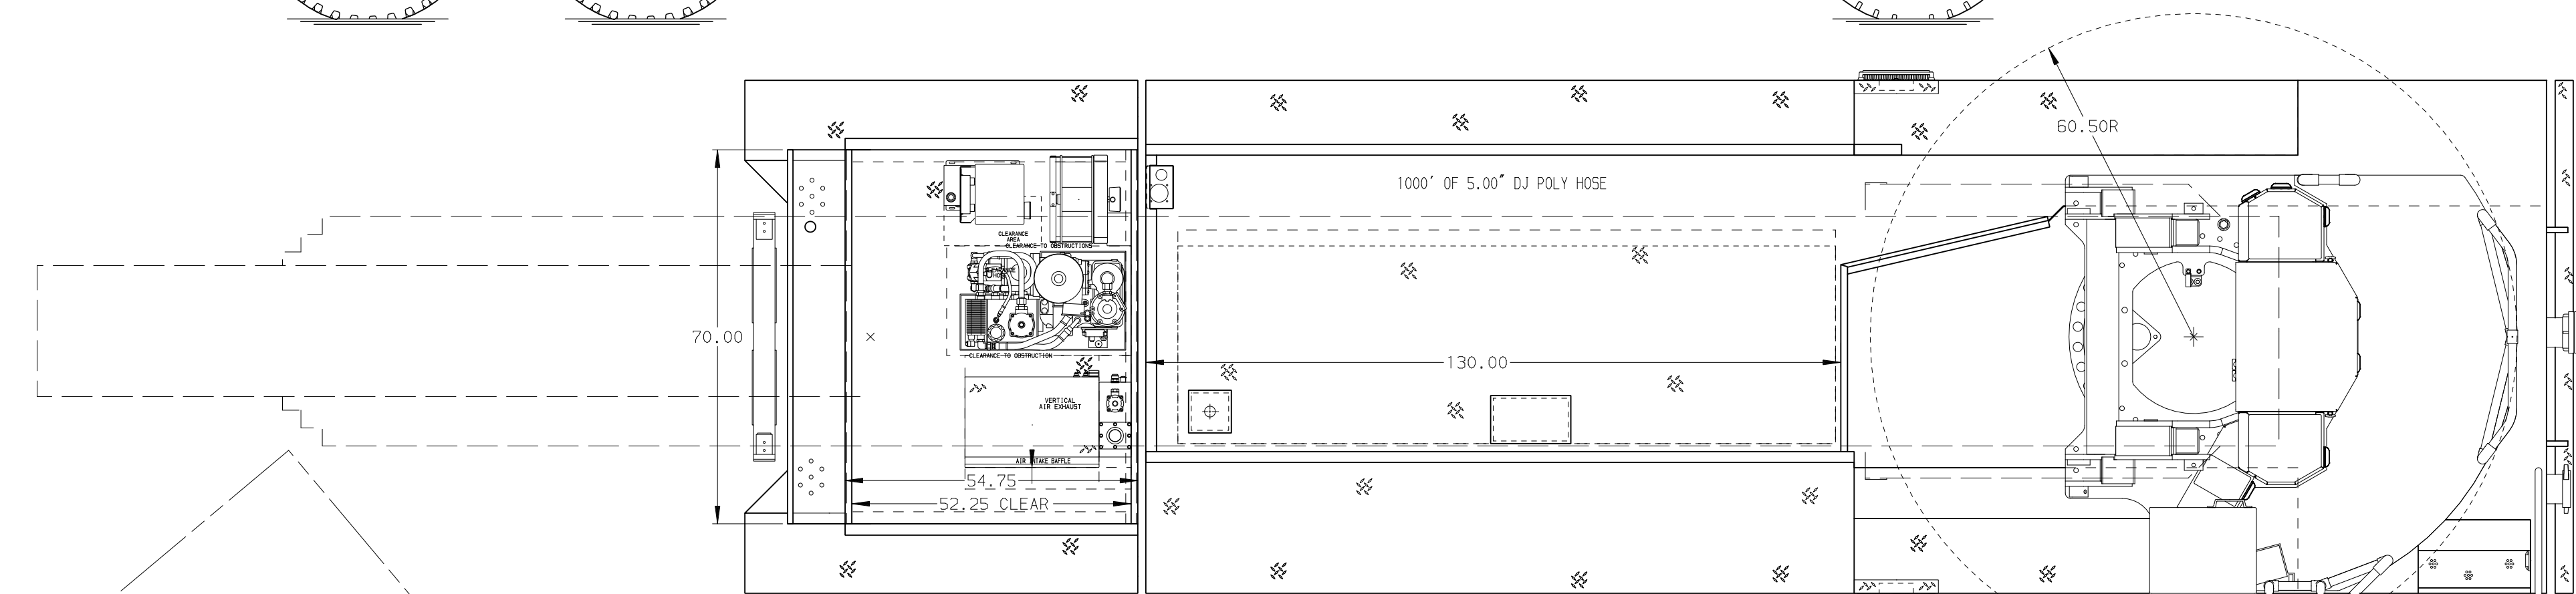 60.50R
1000' OF 5.00" DJ POLY HOSE
CLEARANCE
AREA
CLEARANCE TO OBSTRUCTIONS
70.00
CLEARANCE TO OBSTRUCTION
130.00
VERTICAL
AIR EXHAUST
AIR INTAKE BAFFLE
54.75
52.25 CLEAR